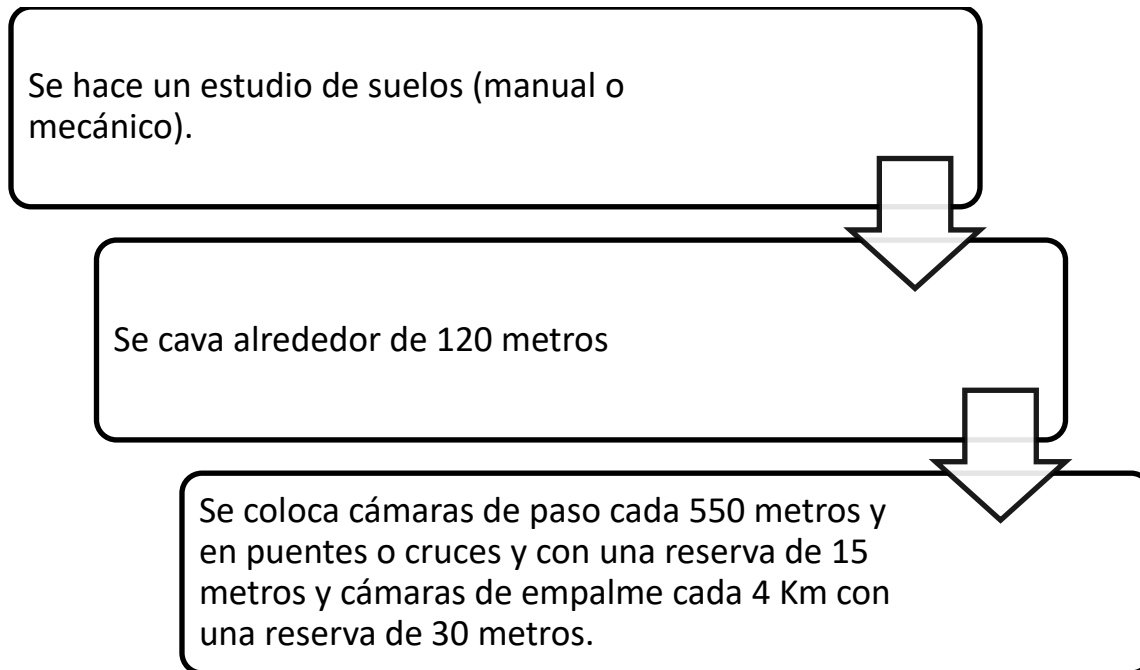 Se hace un estudio de suelos (manual o
mecánico).
Se cava alrededor de 120 metros
Se coloca cámaras de paso cada 550 metros y
en puentes o cruces y con una reserva de 15
metros y cámaras de empalme cada 4 Km con
una reserva de 30 metros.